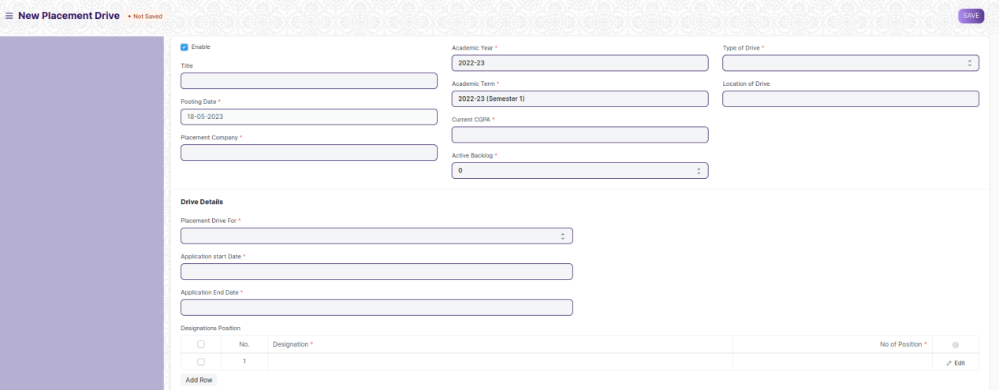 New Placement Drive • Not Saved
SAVE
Enable
Title
Posting Date *
18-05-2023
Placement Company *
Academic Year *
2022-23
Academic Term *
2022-23 (Semester 1)
Current CGPA *
Active Backlog *
0
Type of Drive *
Location of Drive
Drive Details
Placement Drive For *
Application start Date *
Application End Date *
Designations Position
No. Designation * No of Position *
1 Edit
Add Row